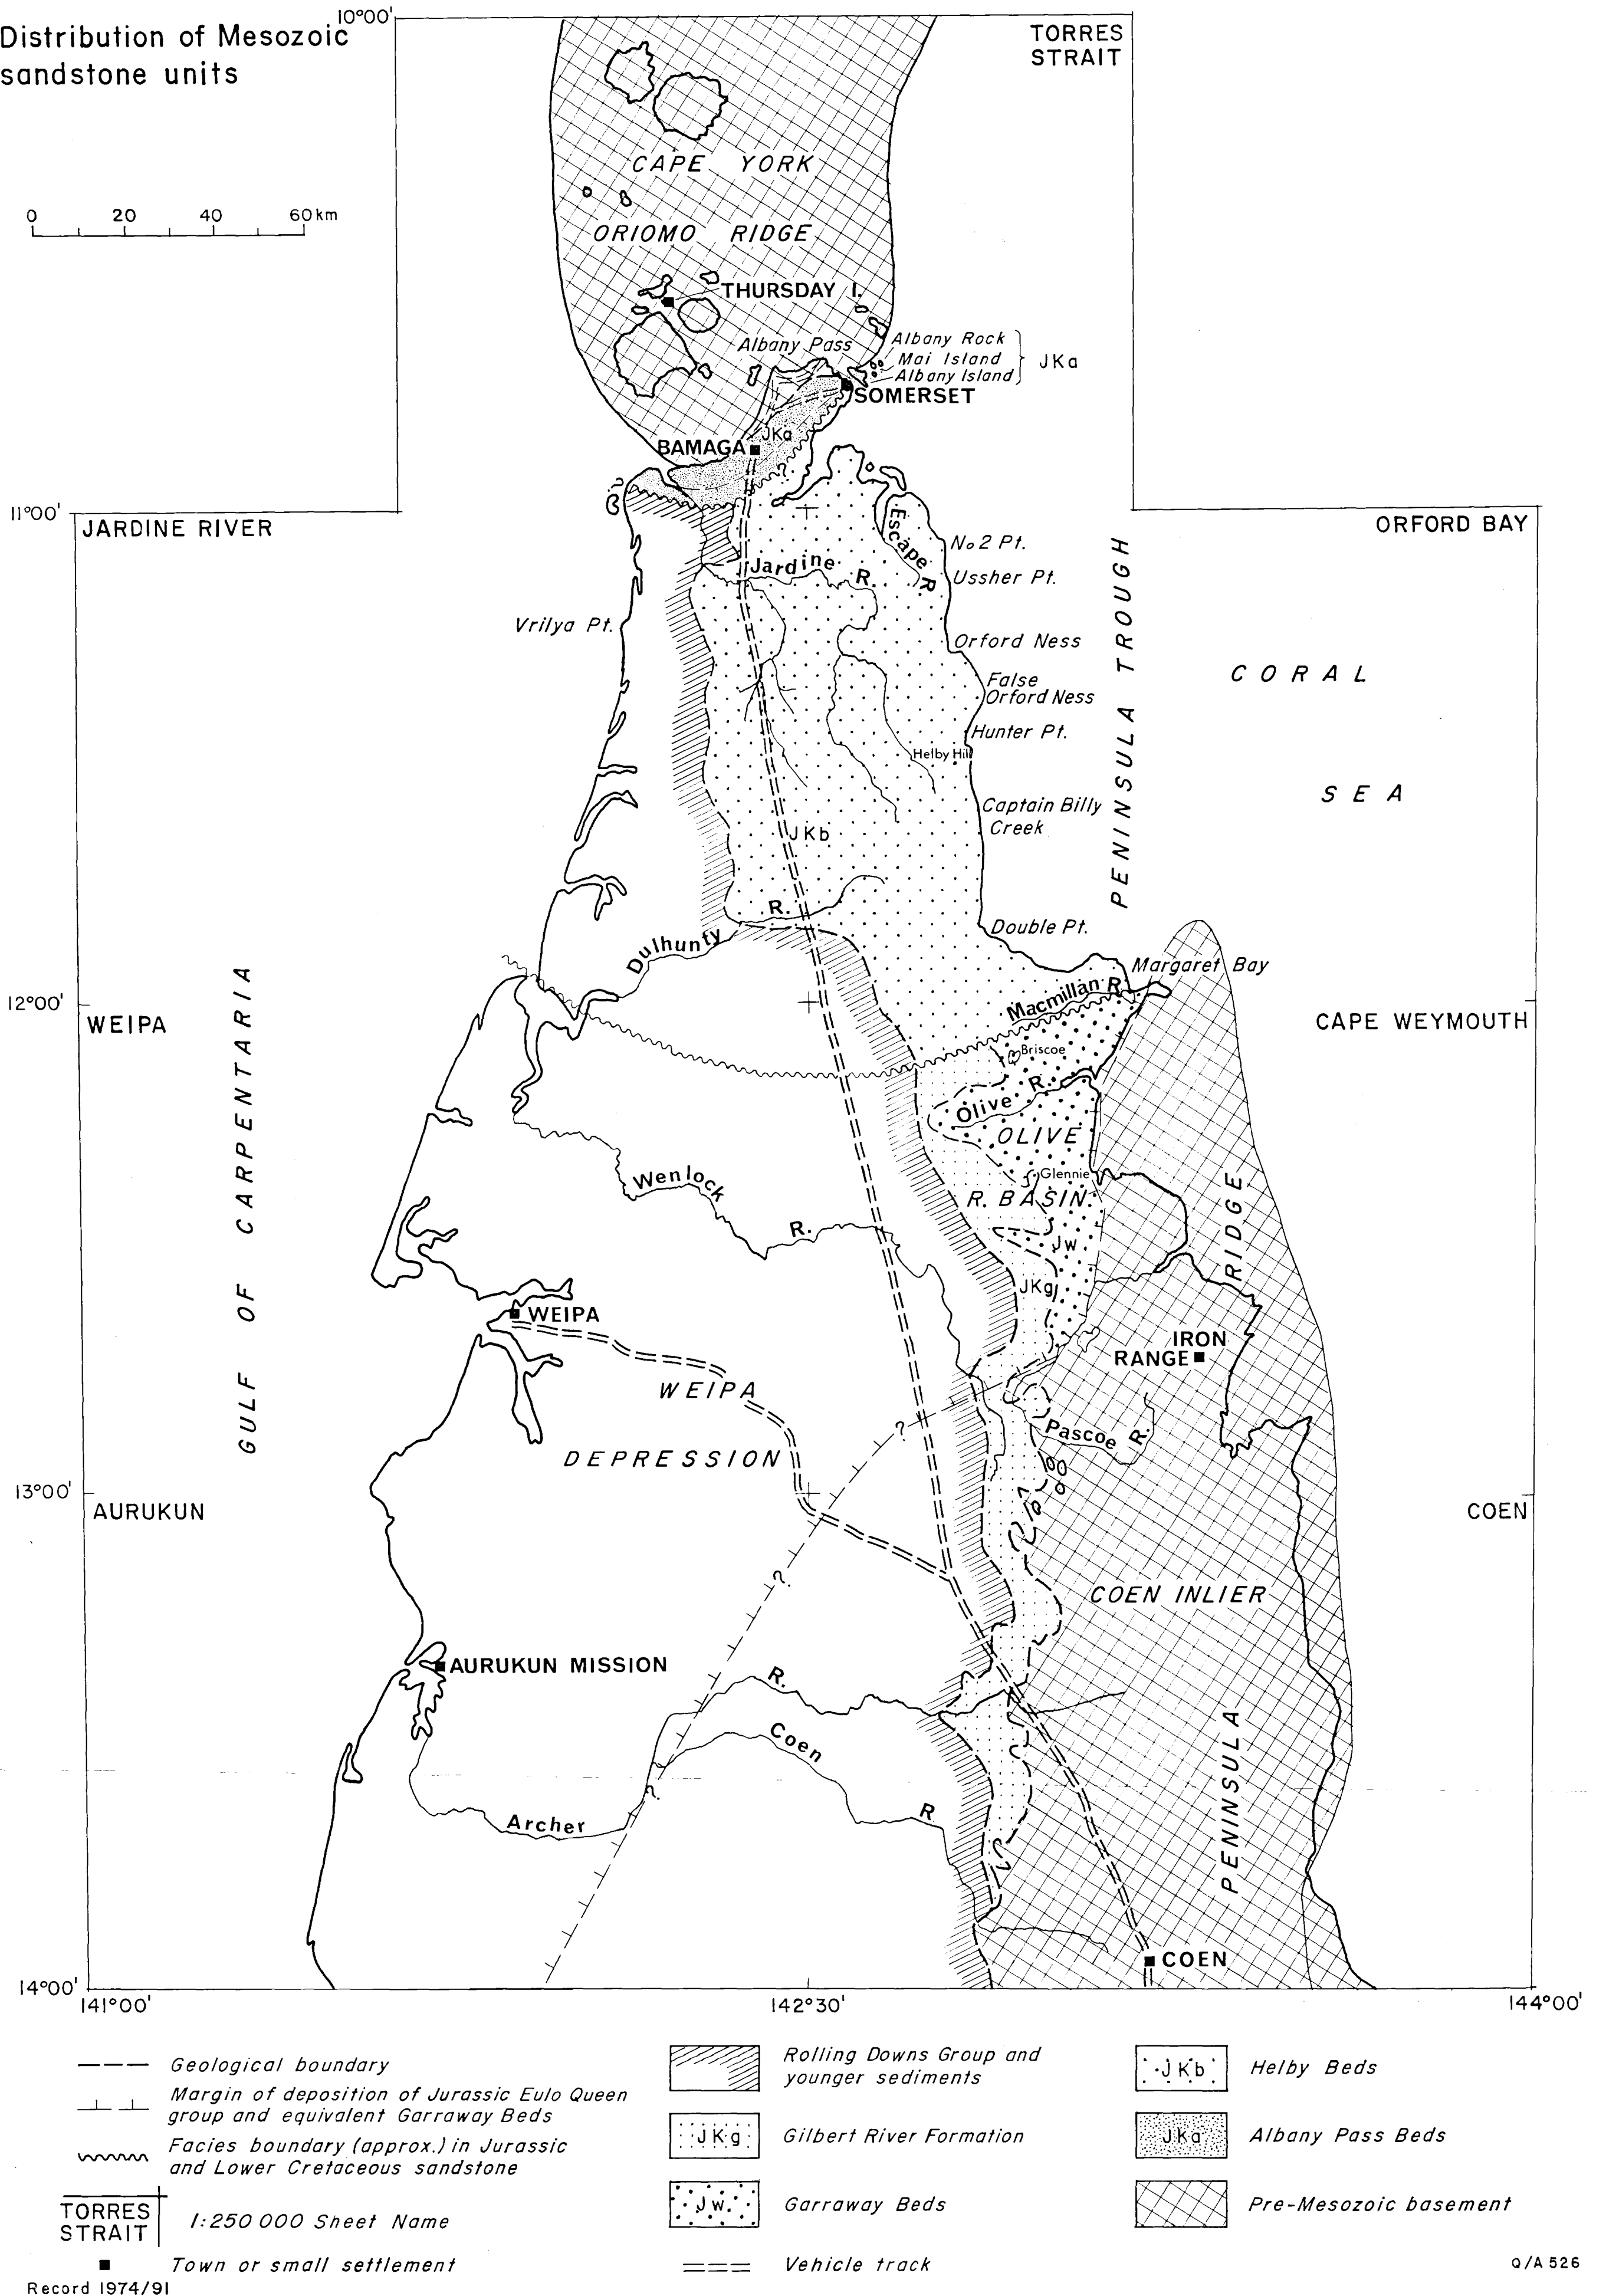 Distribution of Mesozoic
sandstone units
10°00'
TORRES
STRAIT
0 20 40 60 km
CAPE YORK
ORIOMO RIDGE
THURSDAY I.
Albany Pass
Albany Rock
Mai Island
Albany Island
JKa
SOMERSET
JKa
BAMAGA
?
?
11°00'
JARDINE RIVER
ORFORD BAY
Escape R
No 2 Pt.
Jardine R.
Ussher Pt.
Vrilya Pt.
Orford Ness
False
Orford Ness
Hunter Pt.
Helby Hill
PENINSULA TROUGH
CORAL
SEA
Captain Billy
Creek
JKb
Double Pt.
Dulhunty R.
Margaret Bay
Macmillan R.
12°00'
WEIPA
CAPE WEYMOUTH
GULF OF CARPENTARIA
Briscoe
Olive R.
OLIVE
Glennie
R. BASIN
Wenlock R.
Jw
JKg
WEIPA
IRON
RANGE
WEIPA
DEPRESSION
?
Pascoe R.
13°00'
AURUKUN
COEN
?
COEN INLIER
AURUKUN MISSION
R.
Coen
Archer
R
?
PENINSULA RIDGE
COEN
14°00'
141°00'
142°30'
144°00'
Geological boundary
Margin of deposition of Jurassic Eulo Queen
group and equivalent Garraway Beds
Facies boundary (approx.) in Jurassic
and Lower Cretaceous sandstone
TORRES
STRAIT
1:250 000 Sheet Name
Town or small settlement
Rolling Downs Group and
younger sediments
JKg
Gilbert River Formation
Jw
Garraway Beds
Vehicle track
JKb
Helby Beds
JKa
Albany Pass Beds
Pre-Mesozoic basement
Record 1974/91
Q/A 526